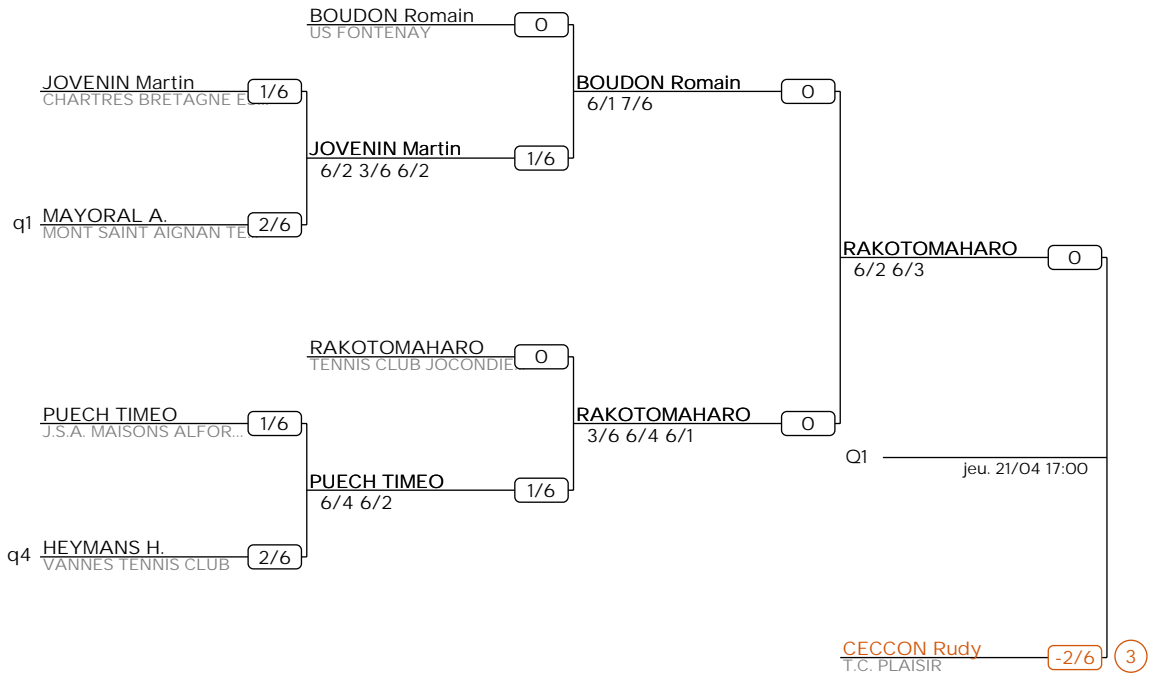 BOUDON Romain
US FONTENAY
0
JOVENIN Martin
CHARTRES BRETAGNE E...
1/6
BOUDON Romain
6/1 7/6
0
JOVENIN Martin
6/2 3/6 6/2
1/6
q1
MAYORAL A.
MONT SAINT AIGNAN TE...
2/6
RAKOTOMAHARO
6/2 6/3
0
RAKOTOMAHARO
TENNIS CLUB JOCONDIE...
0
PUECH TIMEO
J.S.A. MAISONS ALFOR...
1/6
RAKOTOMAHARO
3/6 6/4 6/1
0
Q1
jeu. 21/04 17:00
PUECH TIMEO
6/4 6/2
1/6
q4
HEYMANS H.
VANNES TENNIS CLUB
2/6
CECCON Rudy
T.C. PLAISIR
-2/6
3